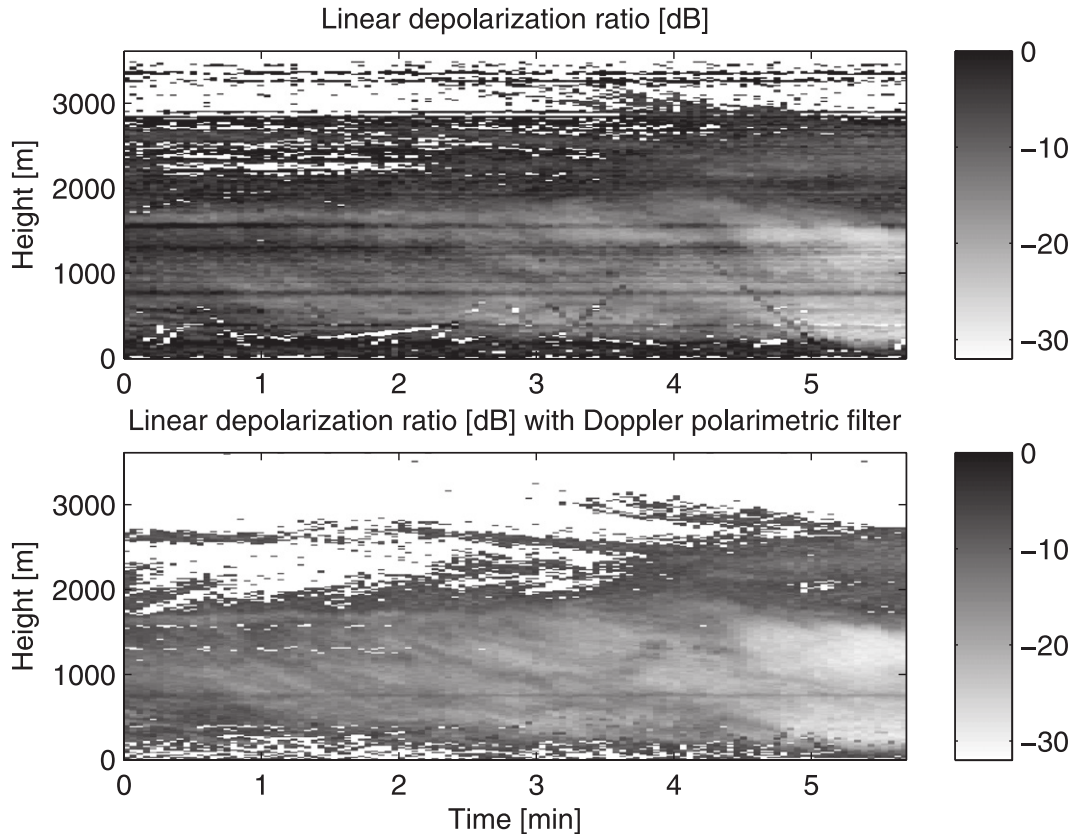 Linear depolarization ratio [dB]
Height [m]
3000
2000
1000
0
0 1 2 3 4 5
0
−10
−20
−30
Linear depolarization ratio [dB] with Doppler polarimetric filter
Height [m]
3000
2000
1000
0
0 1 2 3 4 5
Time [min]
0
−10
−20
−30